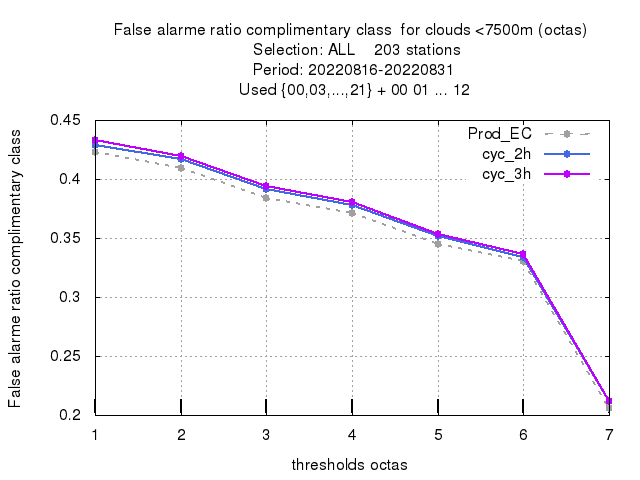 False alarme ratio complimentary class  for clouds <7500m (octas)
Selection: ALL    203 stations
Period: 20220816-20220831
Used {00,03,...,21} + 00 01 ... 12
False alarme ratio complimentary class
0.45
0.4
0.35
0.3
0.25
0.2
Prod_EC
cyc_2h
cyc_3h
1 2 3 4 5 6 7
thresholds octas